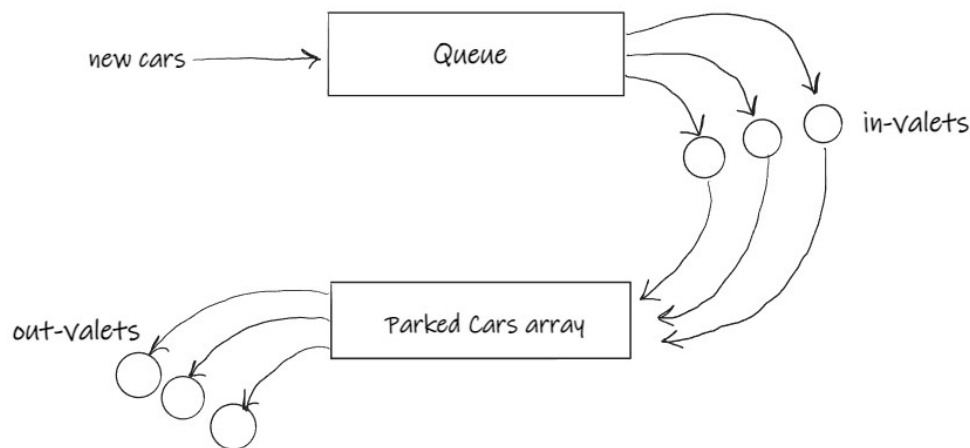 Queue
new cars
in-valets
Parked Cars array
out-valets